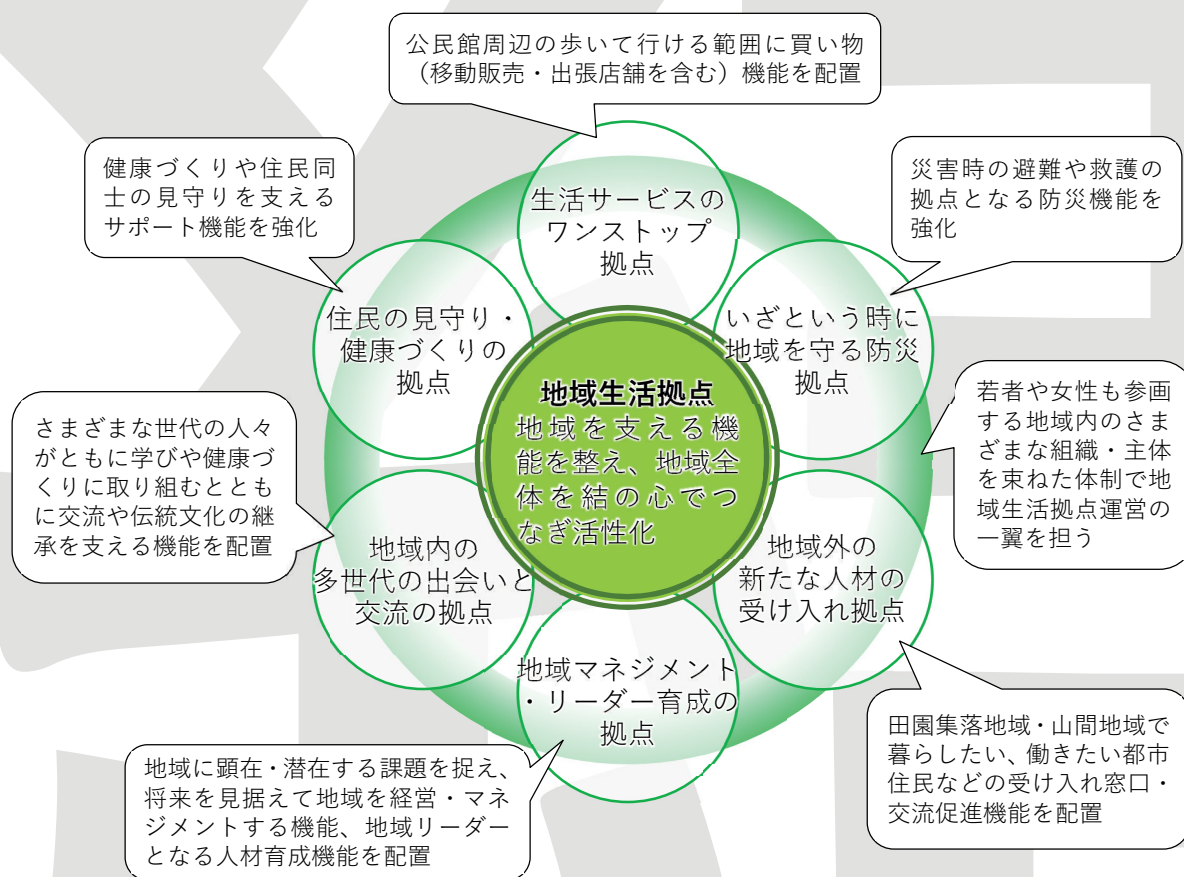 公民館周辺の歩いて行ける範囲に買い物
（移動販売・出張店舗を含む）機能を配置
健康づくりや住民同
士の見守りを支える
サポート機能を強化
災害時の避難や救護の
拠点となる防災機能を
強化
生活サービスの
ワンストップ
拠点
住民の見守り・
健康づくりの
拠点
いざという時に
地域を守る防災
拠点
地域生活拠点
地域を支える機
能を整え、地域全
体を結の心でつ
なぎ活性化
若者や女性も参画
する地域内のさま
ざまな組織・主体
を束ねた体制で地
域生活拠点運営の
一翼を担う
さまざまな世代の人々
がともに学びや健康づ
くりに取り組むととも
に交流や伝統文化の継
承を支える機能を配置
地域内の
多世代の出会いと
交流の拠点
地域外の
新たな人材の
受け入れ拠点
地域マネジメント
・リーダー育成の
拠点
田園集落地域・山間地域で
暮らしたい、働きたい都市
住民などの受け入れ窓口・
交流促進機能を配置
地域に顕在・潜在する課題を捉え、
将来を見据えて地域を経営・マネ
ジメントする機能、地域リーダー
となる人材育成機能を配置